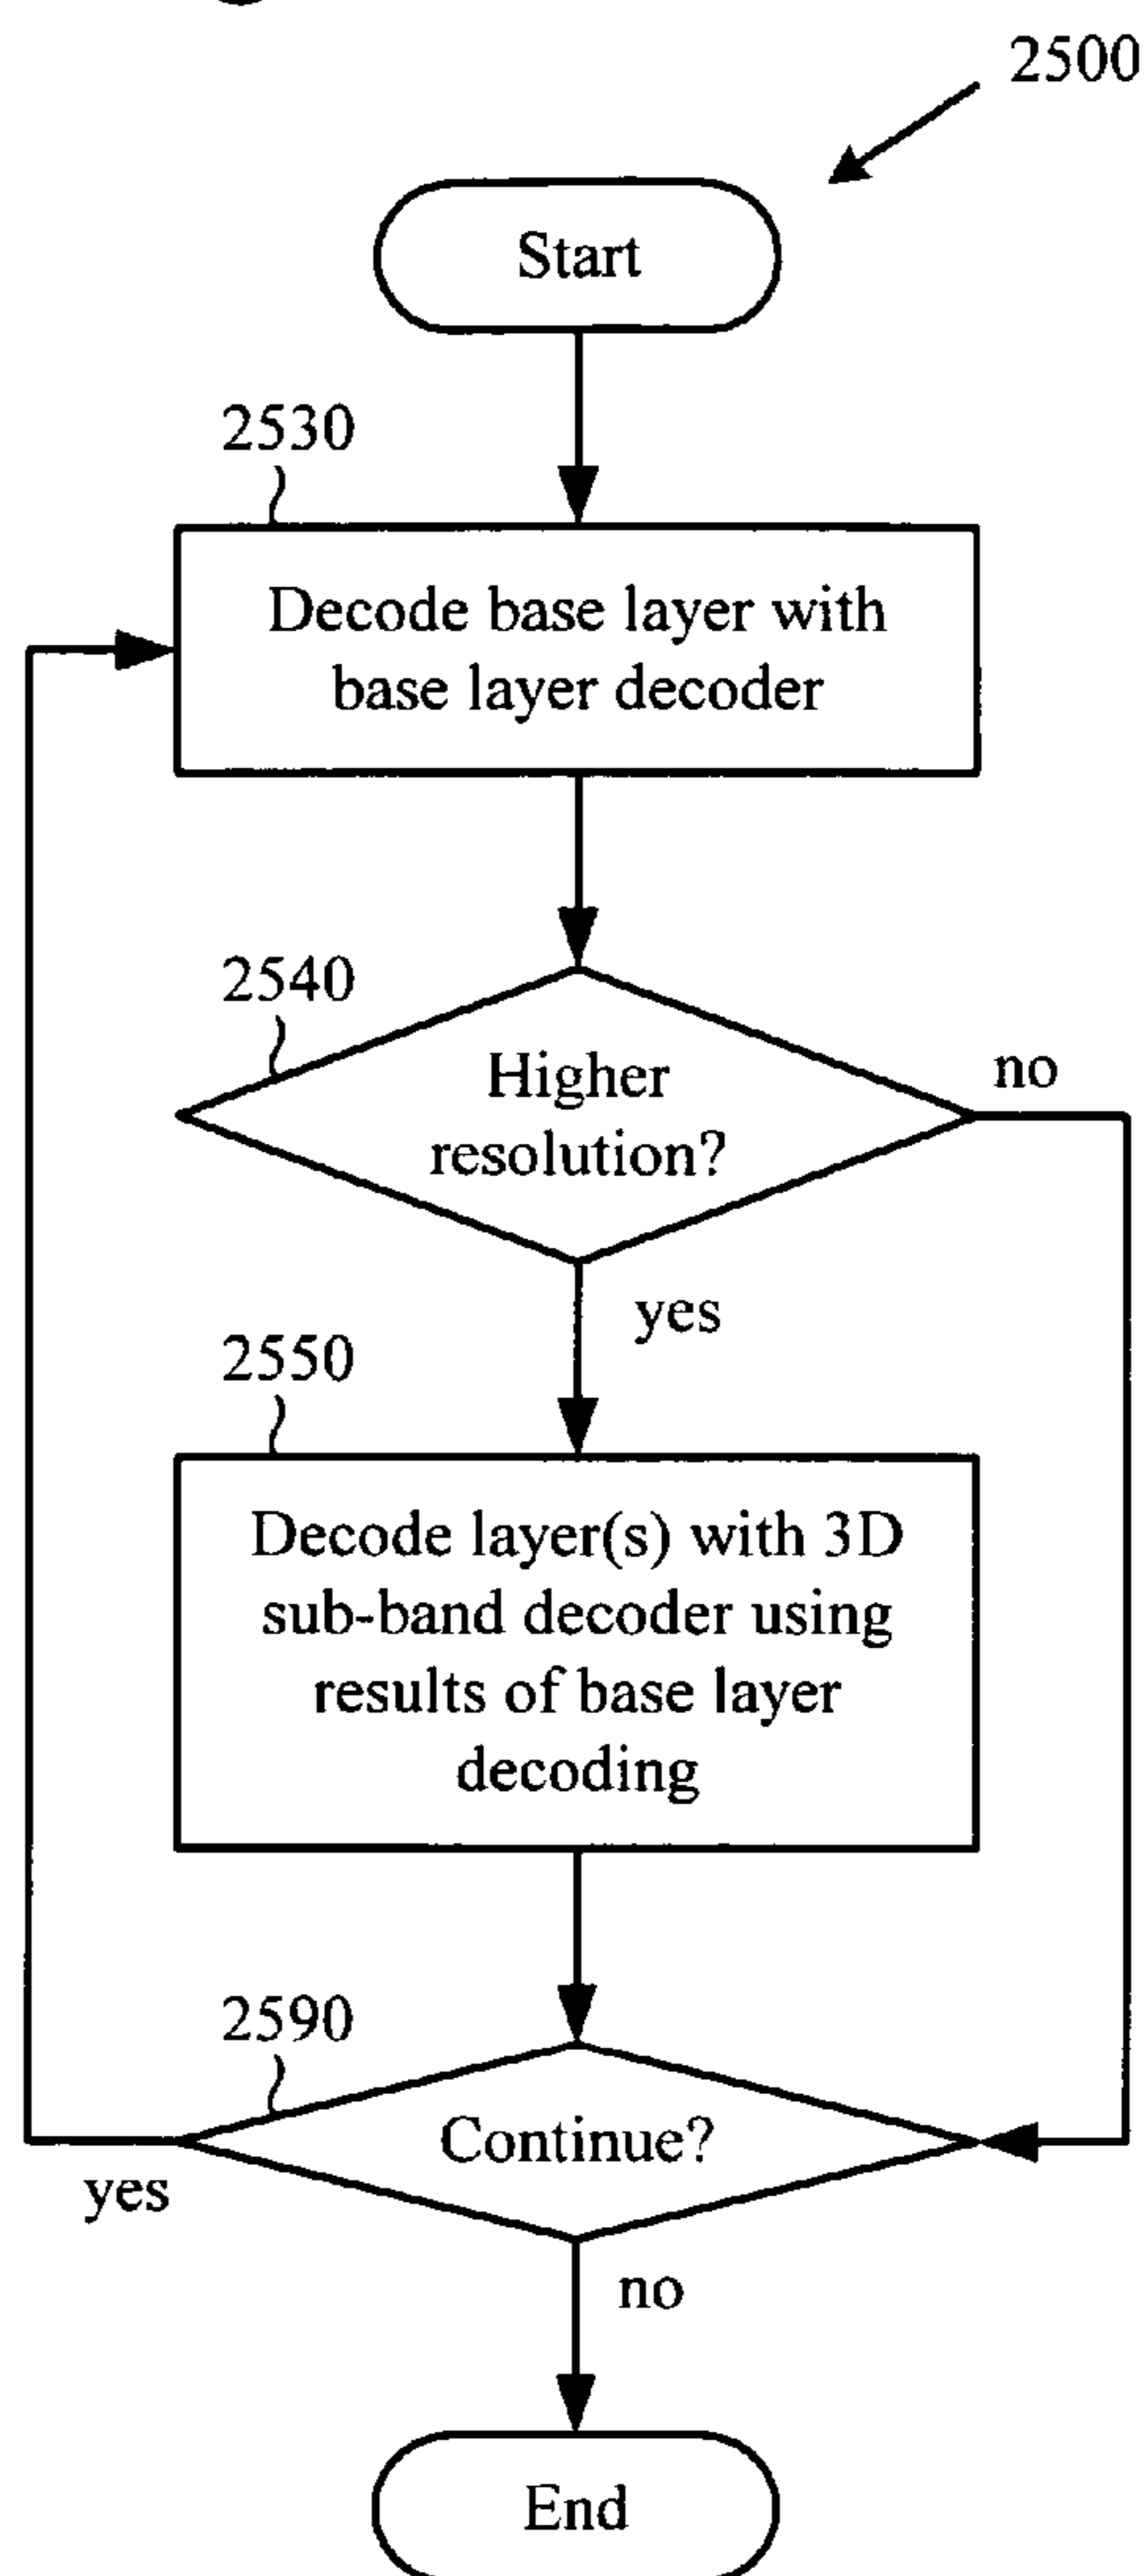 2500
Start
2530
Decode base layer with
base layer decoder
2540
Higher
resolution?
no
yes
2550
Decode layer(s) with 3D
sub-band decoder using
results of base layer
decoding
2590
Continue?
yes
no
End